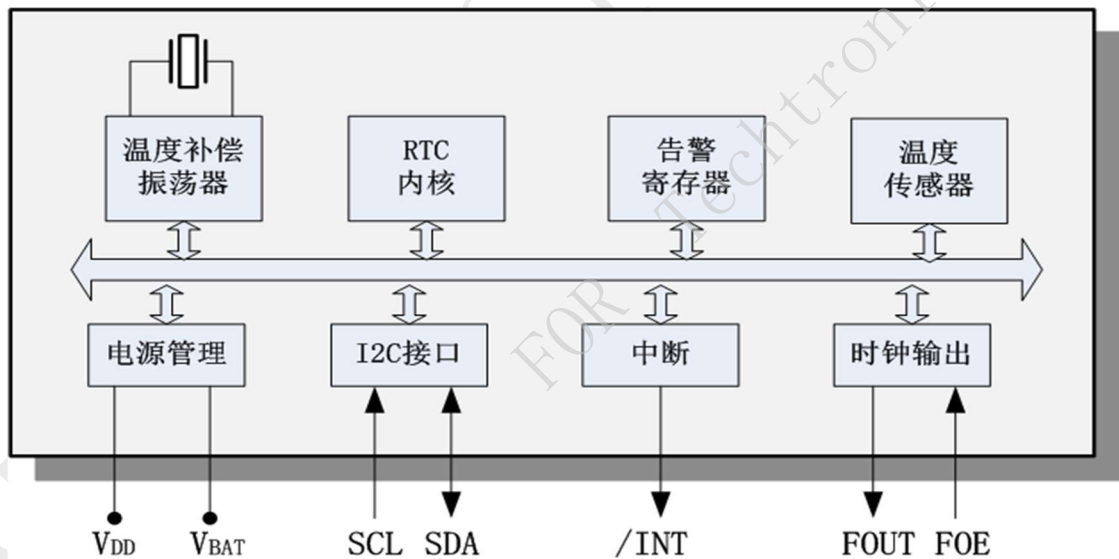 温度补偿
振荡器
RTC
内核
告警
寄存器
温度
传感器
电源管理
I2C接口
中断
时钟输出
VDD
VBAT
SCL
SDA
/INT
FOUT
FOE
FOR Techtroni